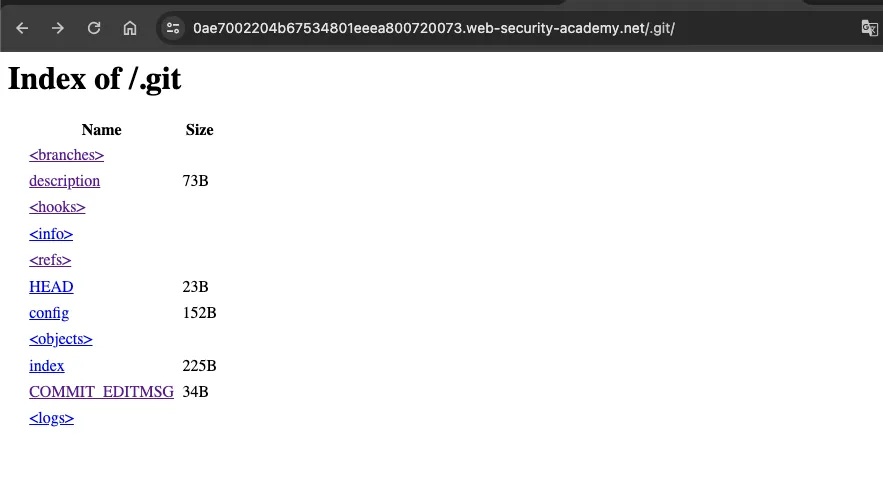 0ae7002204b67534801eeea800720073.web-security-academy.net/.git/
Index of /.git
Name Size
<branches>
description 73B
<hooks>
<info>
<refs>
HEAD 23B
config 152B
<objects>
index 225B
COMMIT_EDITMSG 34B
<logs>